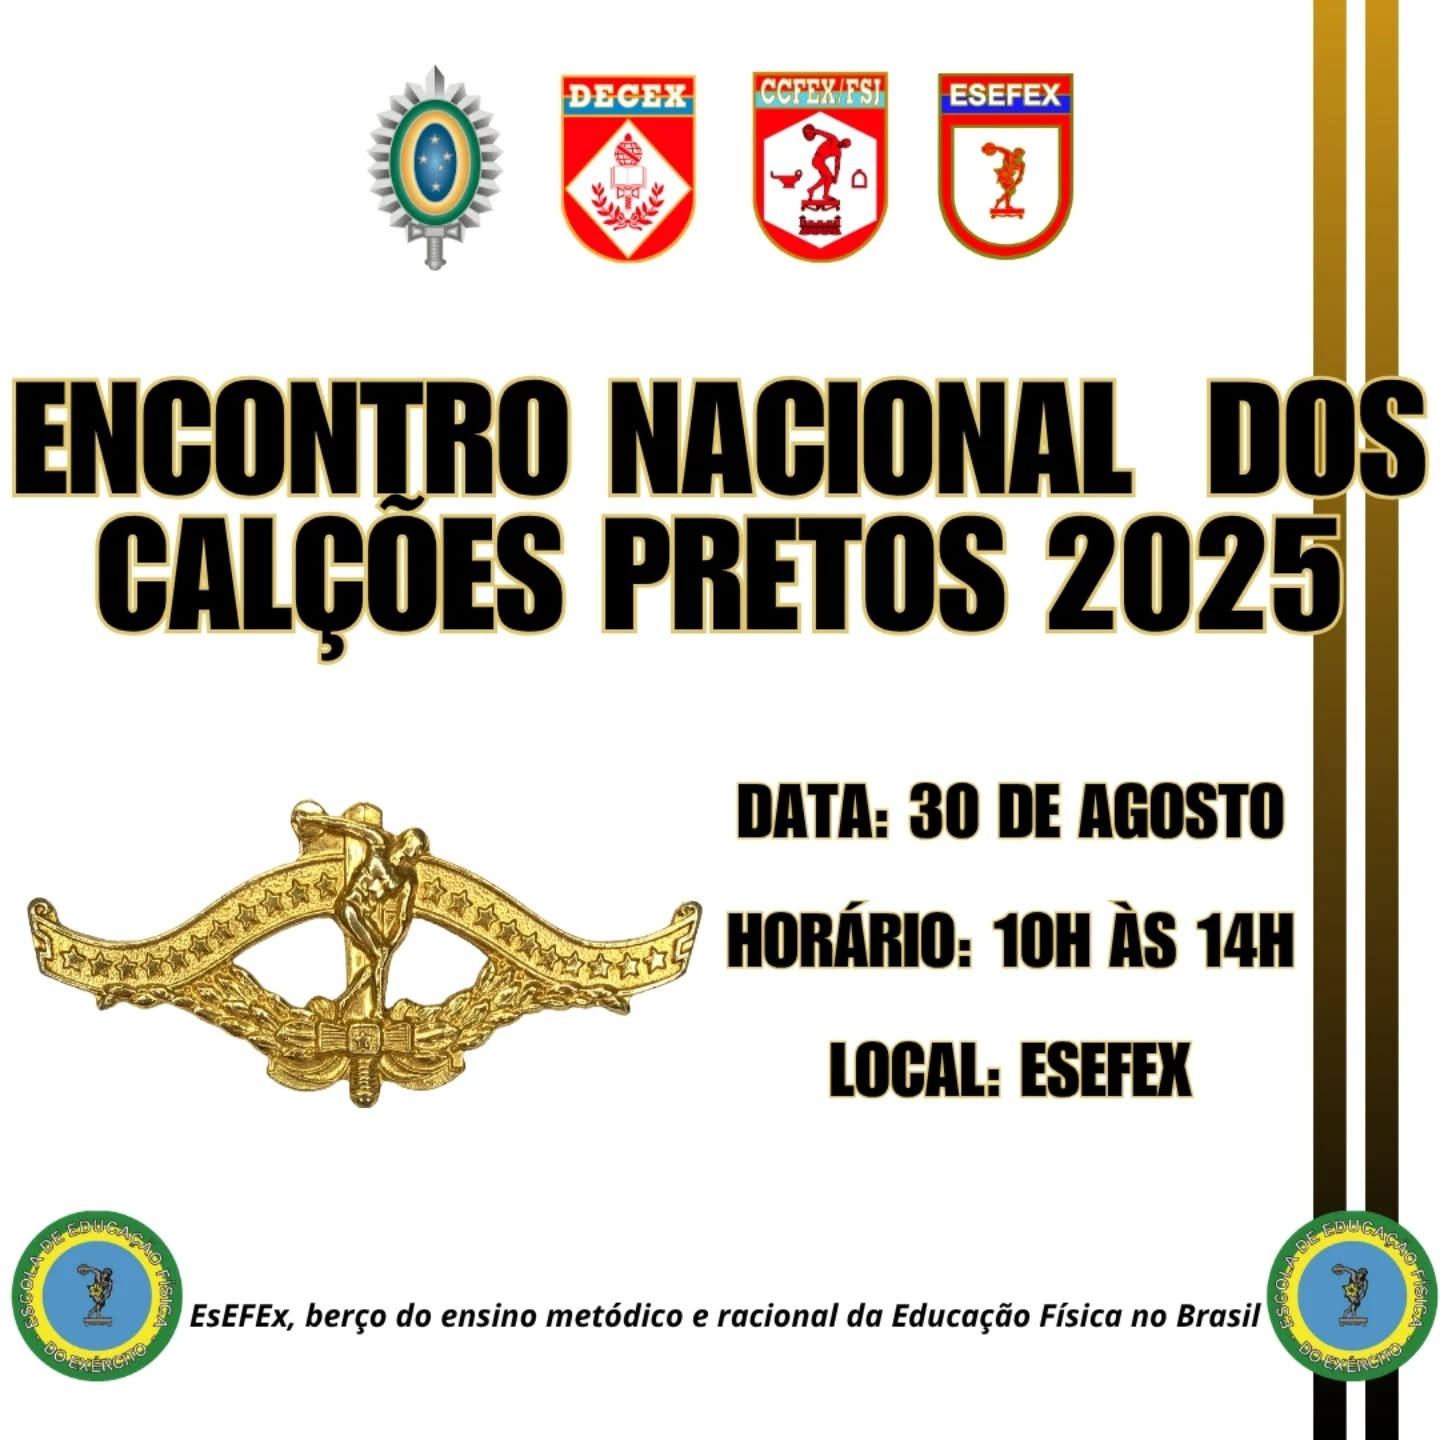 DECEX
CCFEX/FSJ
ESEFEX
ENCONTRO NACIONAL DOS
CALÇÕES PRETOS 2025
DATA: 30 DE AGOSTO
HORÁRIO: 10H ÀS 14H
LOCAL: ESEFEX
ESCOLA DE EDUCAÇÃO FÍSICA
DO EXÉRCITO
EsEFEx, berço do ensino metódico e racional da Educação Física no Brasil
ESCOLA DE EDUCAÇÃO FÍSICA
DO EXÉRCITO